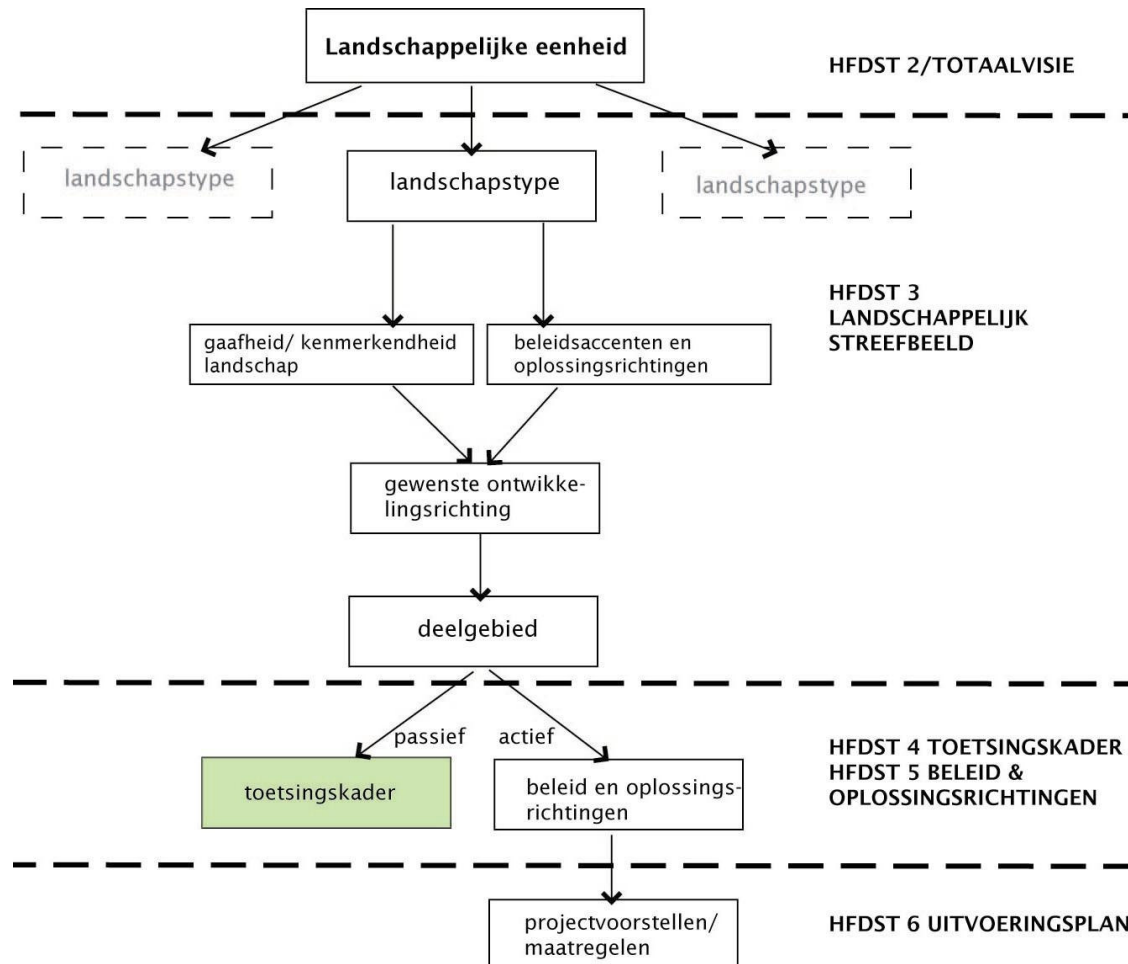 Landschappelijke eenheid
HFDST 2/TOTAALVISIE
landschapstype
landschapstype
landschapstype
HFDST 3
LANDSCHAPPELIJK
STREEFBEELD
gaafheid/ kenmerkendheid
landschap
beleidsaccenten en
oplossingsrichtingen
gewenste ontwikke-
lingsrichting
deelgebied
passief
actief
HFDST 4 TOETSINGSKADER
HFDST 5 BELEID &
OPLOSSINGSRICHTINGEN
toetsingskader
beleid en oplossings-
richtingen
projectvoorstellen/
maatregelen
HFDST 6 UITVOERINGSPLAN